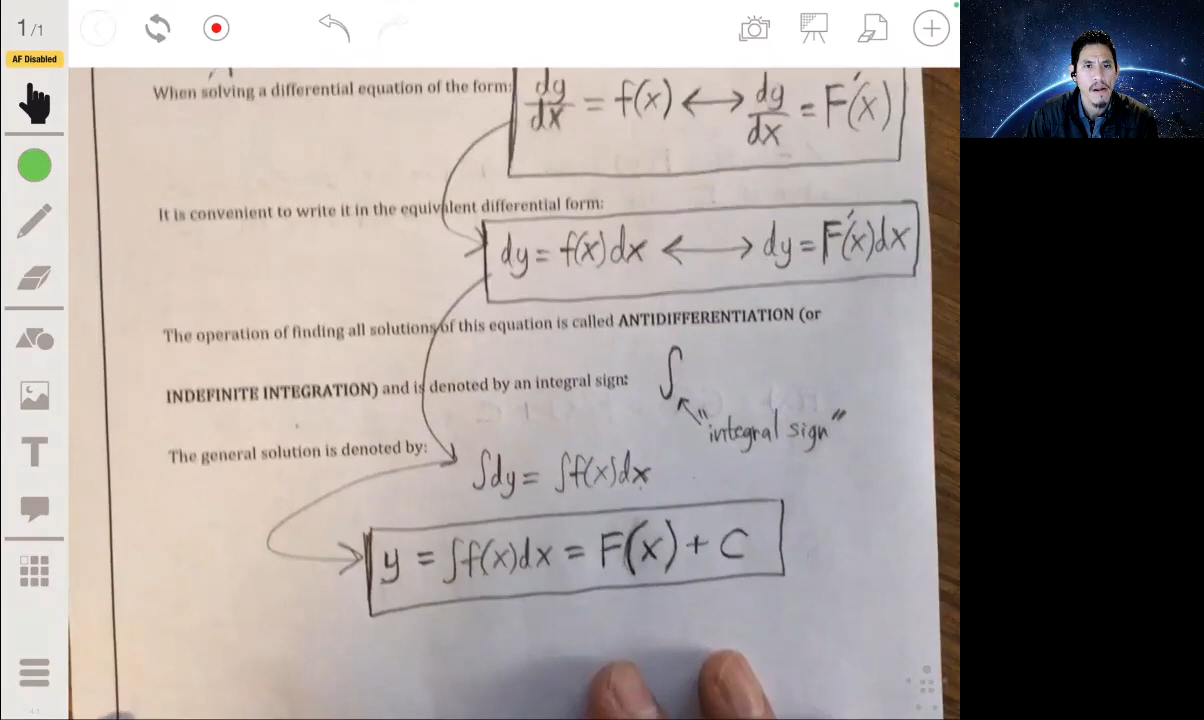 1/1
AF Disabled
When solving a differential equation of the form: dy/dx = f(x) ⟷ dy/dx = F'(x)
It is convenient to write it in the equivalent differential form:
dy = f(x)dx ⟷ dy = F'(x)dx
The operation of finding all solutions of this equation is called ANTIDIFFERENTIATION (or
INDEFINITE INTEGRATION) and is denoted by an integral sign: ∫
"integral sign"
The general solution is denoted by:
∫dy = ∫f(x)dx
y = ∫f(x)dx = F(x) + C
T